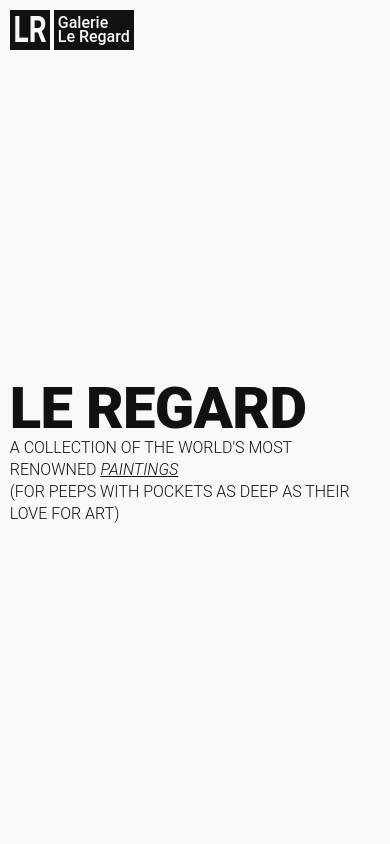 LR
Galerie
Le Regard
LE REGARD
A COLLECTION OF THE WORLD'S MOST
RENOWNED PAINTINGS
(FOR PEEPS WITH POCKETS AS DEEP AS THEIR
LOVE FOR ART)